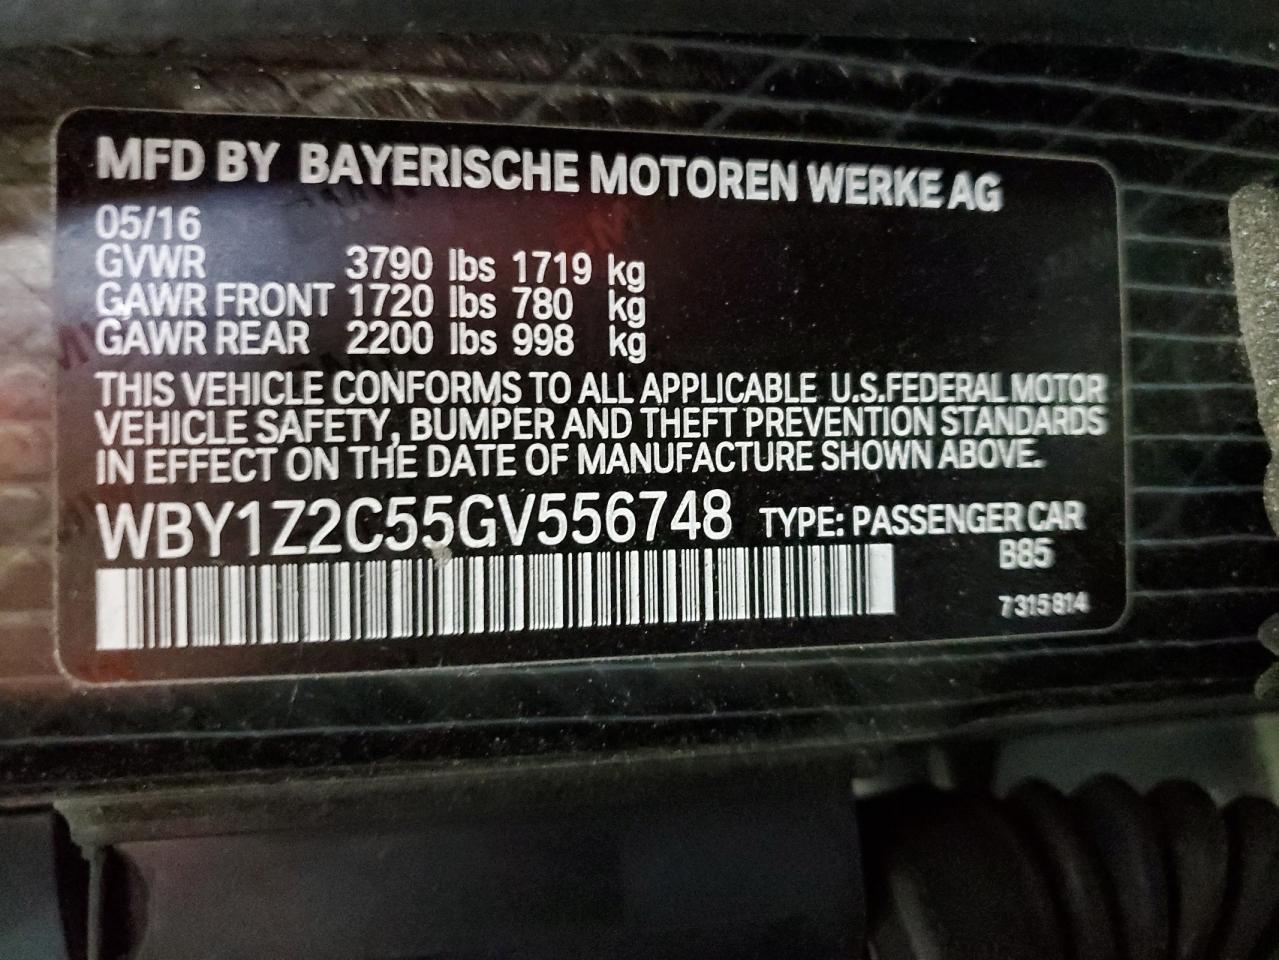 MFD BY BAYERISCHE MOTOREN WERKE AG
05/16
GVWR 3790 lbs 1719 kg
GAWR FRONT 1720 lbs 780 kg
GAWR REAR 2200 lbs 998 kg
THIS VEHICLE CONFORMS TO ALL APPLICABLE U.S.FEDERAL MOTOR
VEHICLE SAFETY, BUMPER AND THEFT PREVENTION STANDARDS
IN EFFECT ON THE DATE OF MANUFACTURE SHOWN ABOVE.
WBY1Z2C55GV556748 TYPE: PASSENGER CAR
B85
7315814